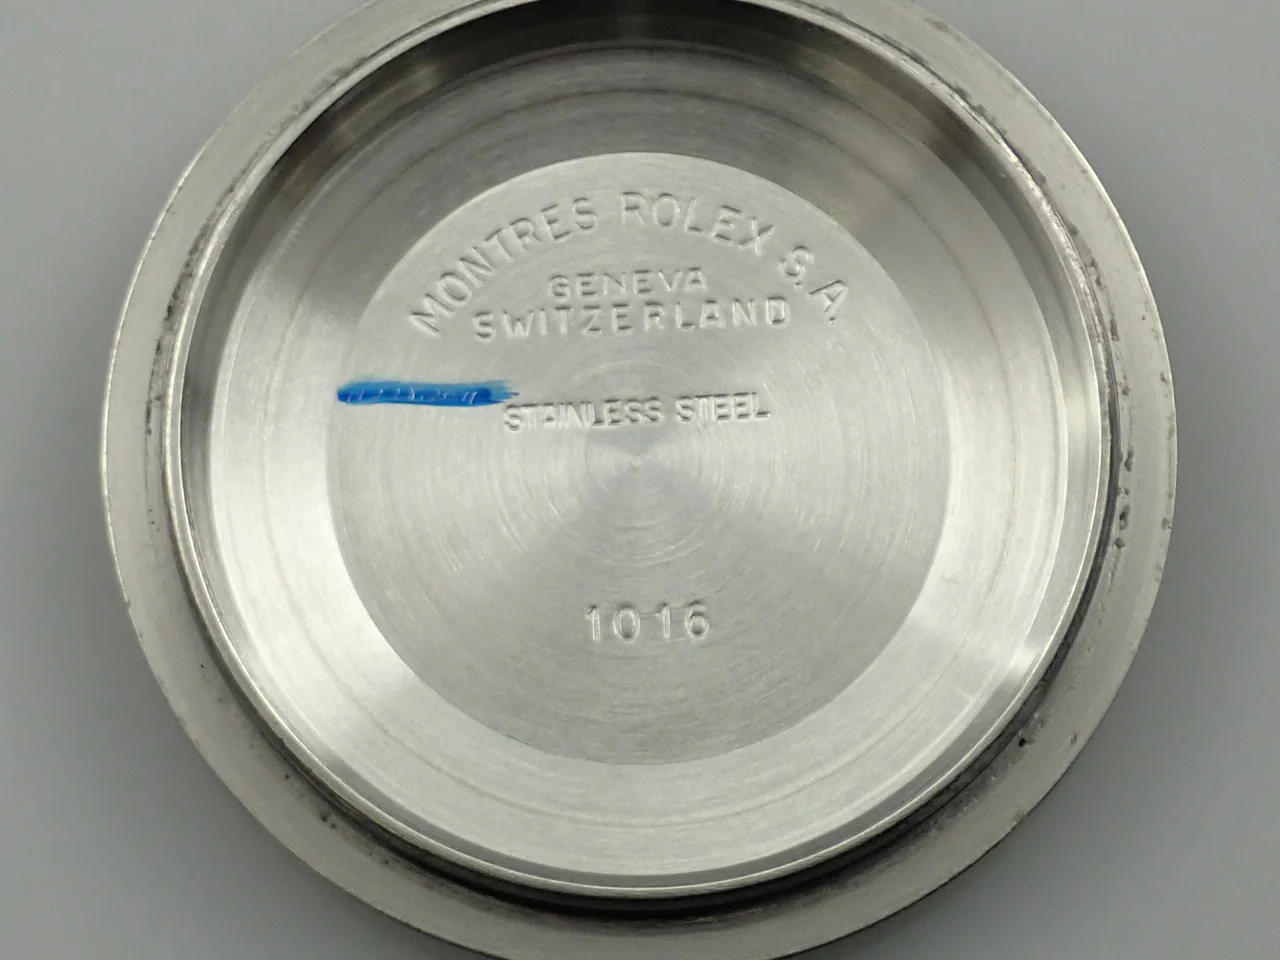 MONTRES ROLEX S.A.
GENEVA
SWITZERLAND
STAINLESS STEEL
1016